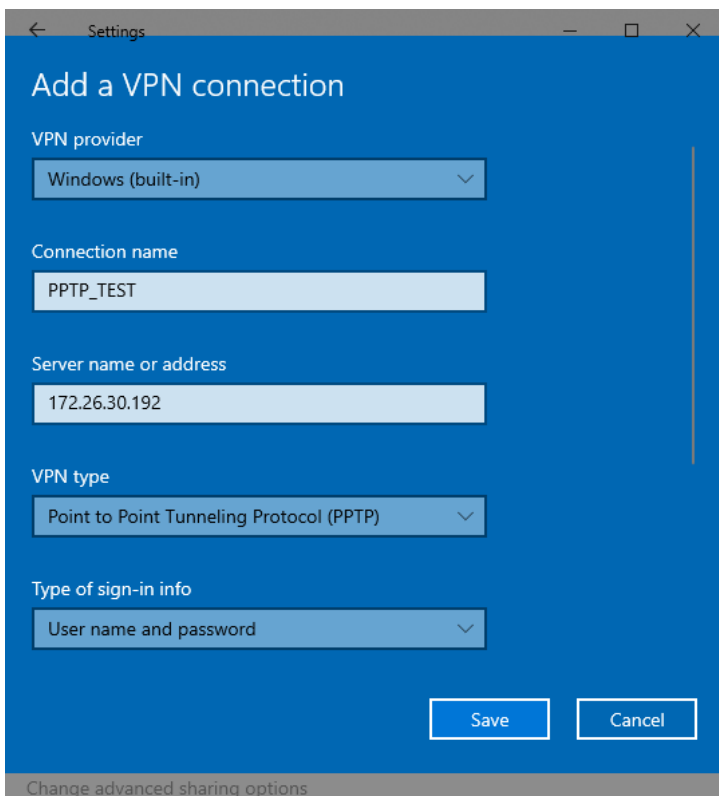 Settings
Add a VPN connection
VPN provider
Windows (built-in)
Connection name
PPTP_TEST
Server name or address
172.26.30.192
VPN type
Point to Point Tunneling Protocol (PPTP)
Type of sign-in info
User name and password
Save
Cancel
Change advanced sharing options